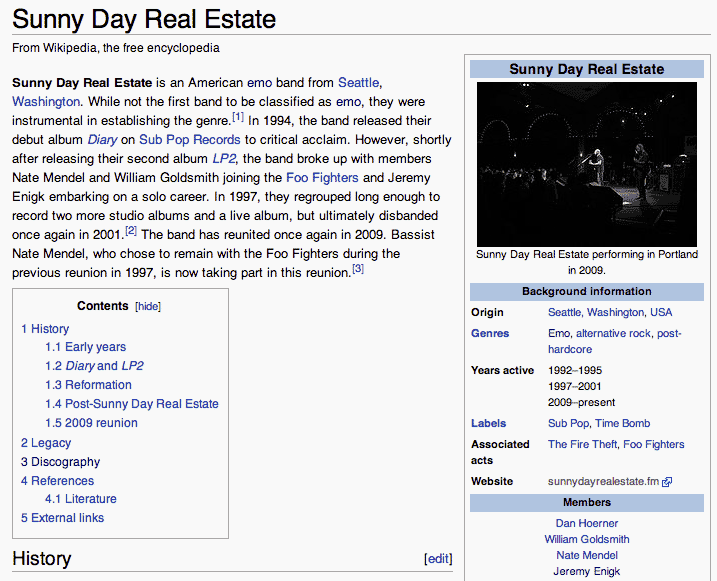 Sunny Day Real Estate
From Wikipedia, the free encyclopedia
Sunny Day Real Estate is an American emo band from Seattle,
Washington. While not the first band to be classified as emo, they were
instrumental in establishing the genre.[1] In 1994, the band released their
debut album Diary on Sub Pop Records to critical acclaim. However, shortly
after releasing their second album LP2, the band broke up with members
Nate Mendel and William Goldsmith joining the Foo Fighters and Jeremy
Enigk embarking on a solo career. In 1997, they regrouped long enough to
record two more studio albums and a live album, but ultimately disbanded
once again in 2001.[2] The band has reunited once again in 2009. Bassist
Nate Mendel, who chose to remain with the Foo Fighters during the
previous reunion in 1997, is now taking part in this reunion.[3]
Contents [hide]
1 History
1.1 Early years
1.2 Diary and LP2
1.3 Reformation
1.4 Post-Sunny Day Real Estate
1.5 2009 reunion
2 Legacy
3 Discography
4 References
4.1 Literature
5 External links
History [edit]
Sunny Day Real Estate
Sunny Day Real Estate performing in Portland
in 2009.
Background information
Origin Seattle, Washington, USA
Genres Emo, alternative rock, post-
hardcore
Years active 1992–1995
1997–2001
2009–present
Labels Sub Pop, Time Bomb
Associated The Fire Theft, Foo Fighters
acts
Website sunnydayrealestate.fm
Members
Dan Hoerner
William Goldsmith
Nate Mendel
Jeremy Enigk